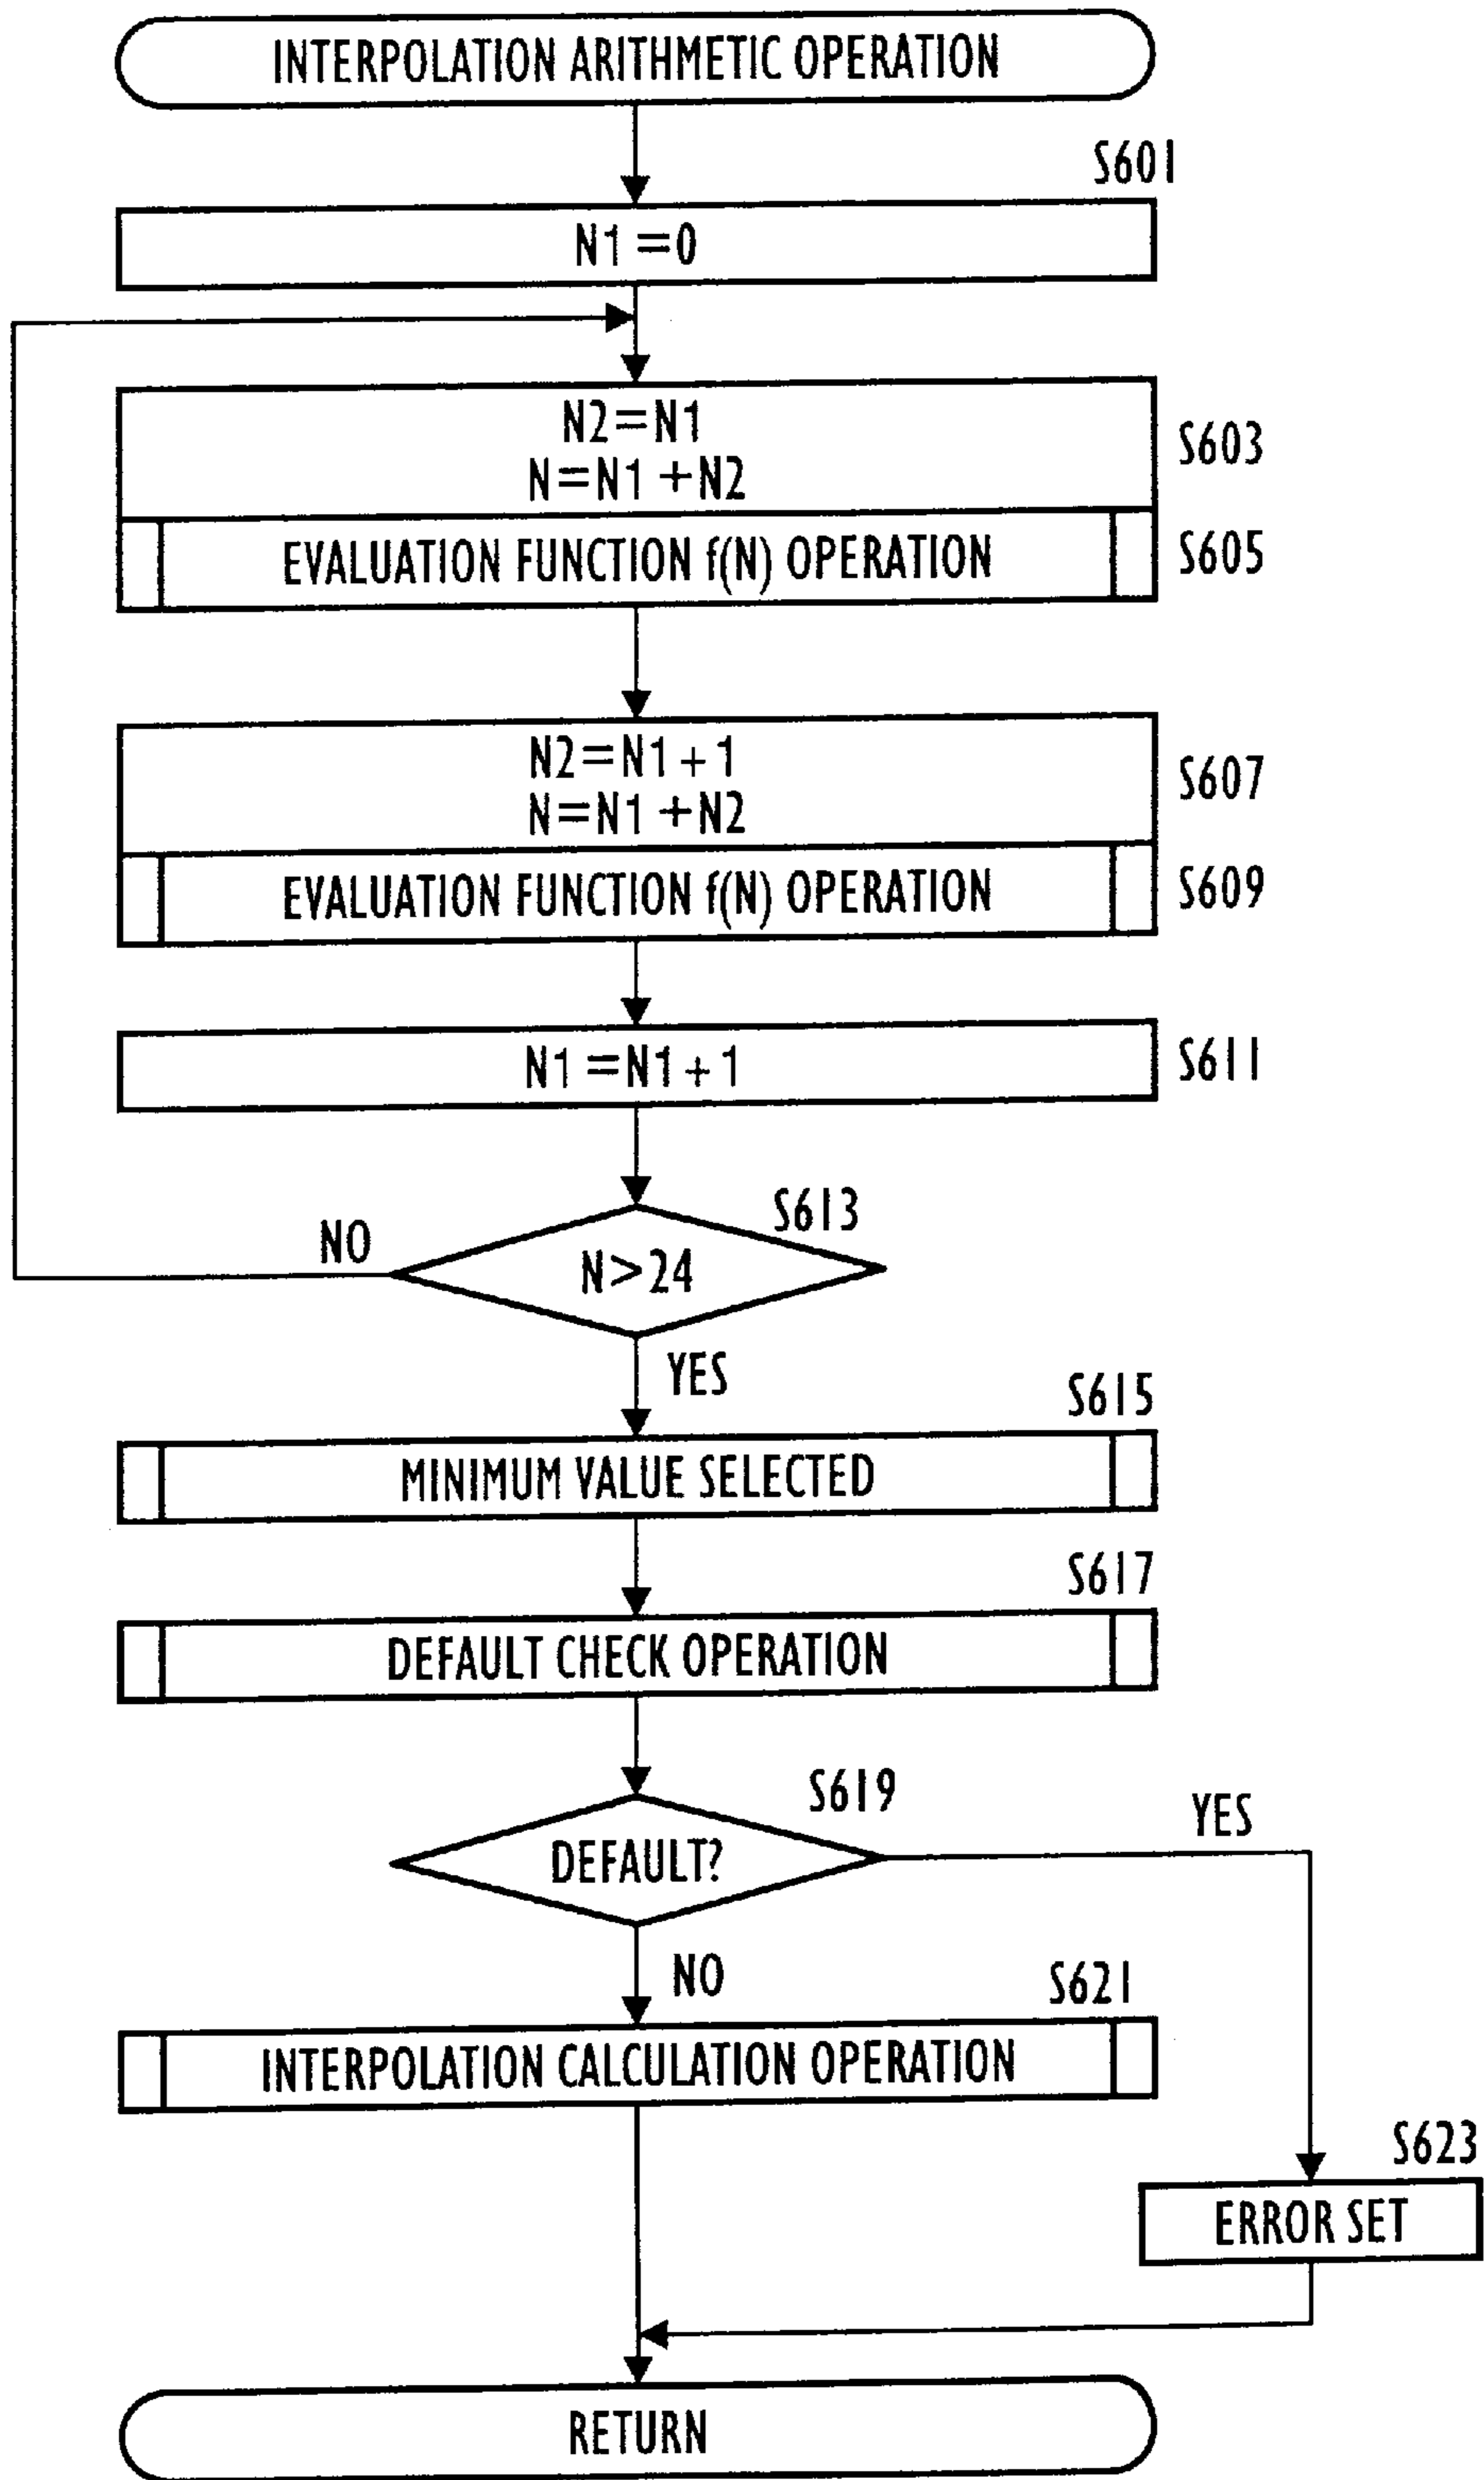 INTERPOLATION ARITHMETIC OPERATION
S601
N1=0
N2=N1
N=N1+N2
S603
EVALUATION FUNCTION f(N) OPERATION
S605
N2=N1+1
N=N1+N2
S607
EVALUATION FUNCTION f(N) OPERATION
S609
N1=N1+1
S611
S613
NO
N>24
YES
S615
MINIMUM VALUE SELECTED
S617
DEFAULT CHECK OPERATION
S619
YES
DEFAULT?
NO
S621
INTERPOLATION CALCULATION OPERATION
S623
ERROR SET
RETURN